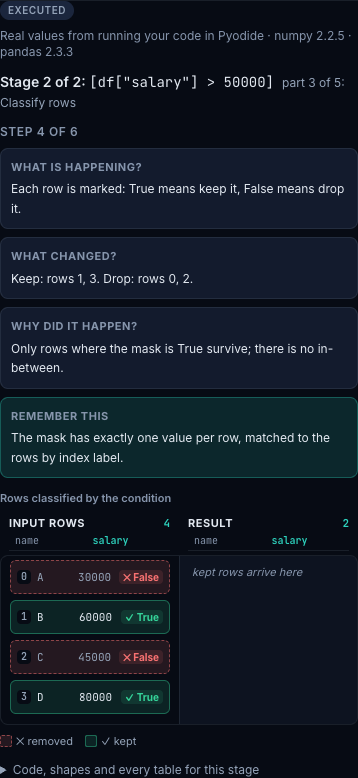 EXECUTED
Real values from running your code in Pyodide · numpy 2.2.5 ·
pandas 2.3.3
Stage 2 of 2: [df["salary"] > 50000] part 3 of 5:
Classify rows
STEP 4 OF 6
WHAT IS HAPPENING?
Each row is marked: True means keep it, False means drop
it.
WHAT CHANGED?
Keep: rows 1, 3. Drop: rows 0, 2.
WHY DID IT HAPPEN?
Only rows where the mask is True survive; there is no in-
between.
REMEMBER THIS
The mask has exactly one value per row, matched to the
rows by index label.
Rows classified by the condition
INPUT ROWS 4 RESULT 2
name salary name salary
0 A 30000 ✕ False kept rows arrive here
1 B 60000 ✓ True
2 C 45000 ✕ False
3 D 80000 ✓ True
✕ removed ✓ kept
▶ Code, shapes and every table for this stage